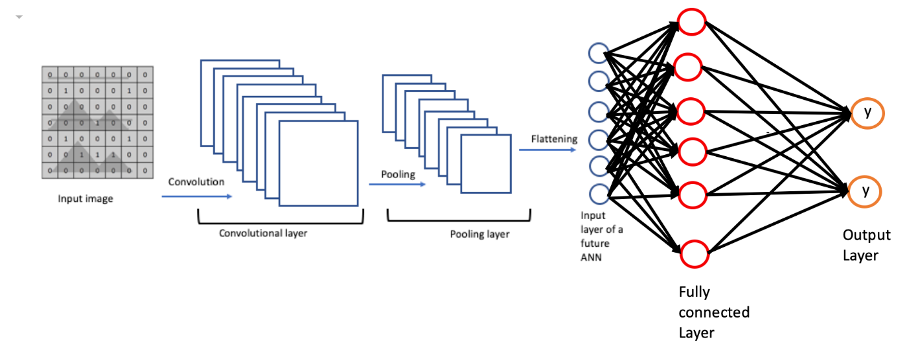 0 0 0 0 0 0 0
0 1 0 0 0 1 0
0 0 0 0 0 0 0
0 0 0 1 0 0 0
0 1 0 0 0 1 0
0 0 1 1 1 0 0
0 0 0 0 0 0 0
Input image
Convolution
Convolutional layer
Pooling
Pooling layer
Flattening
Input
layer of a
future
ANN
Fully
connected
Layer
y
y
Output
Layer